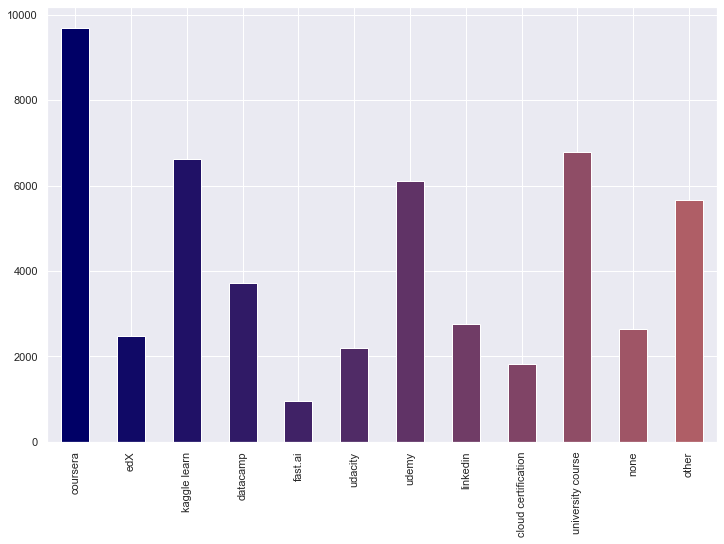 10000
8000
6000
4000
2000
0
coursera
edX
kaggle learn
datacamp
fast.ai
udacity
udemy
linkedin
cloud certification
university course
none
other